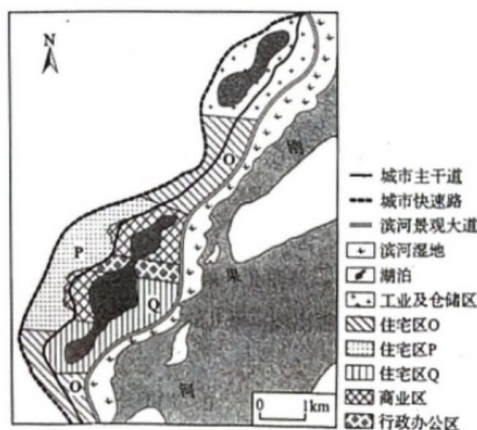 N
O
刚
P
果
Q
O
河
0 1km
城市主干道
城市快速路
滨河景观大道
滨河湿地
湖泊
工业及仓储区
住宅区O
住宅区P
住宅区Q
商业区
行政办公区